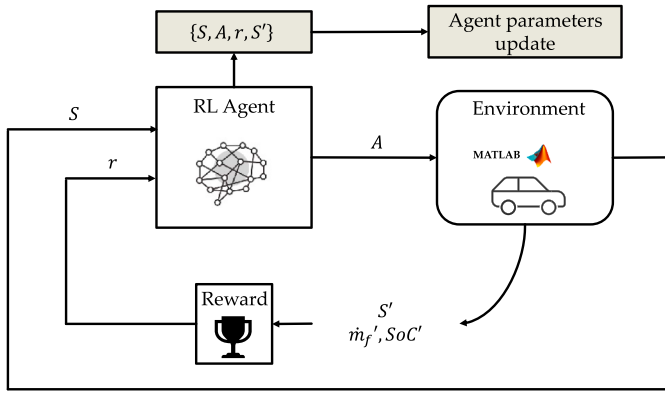 {S, A, r, S′}
Agent parameters
update
RL Agent
Environment
S
A
MATLAB
r
Reward
S′
ṁ_f′, SoC′